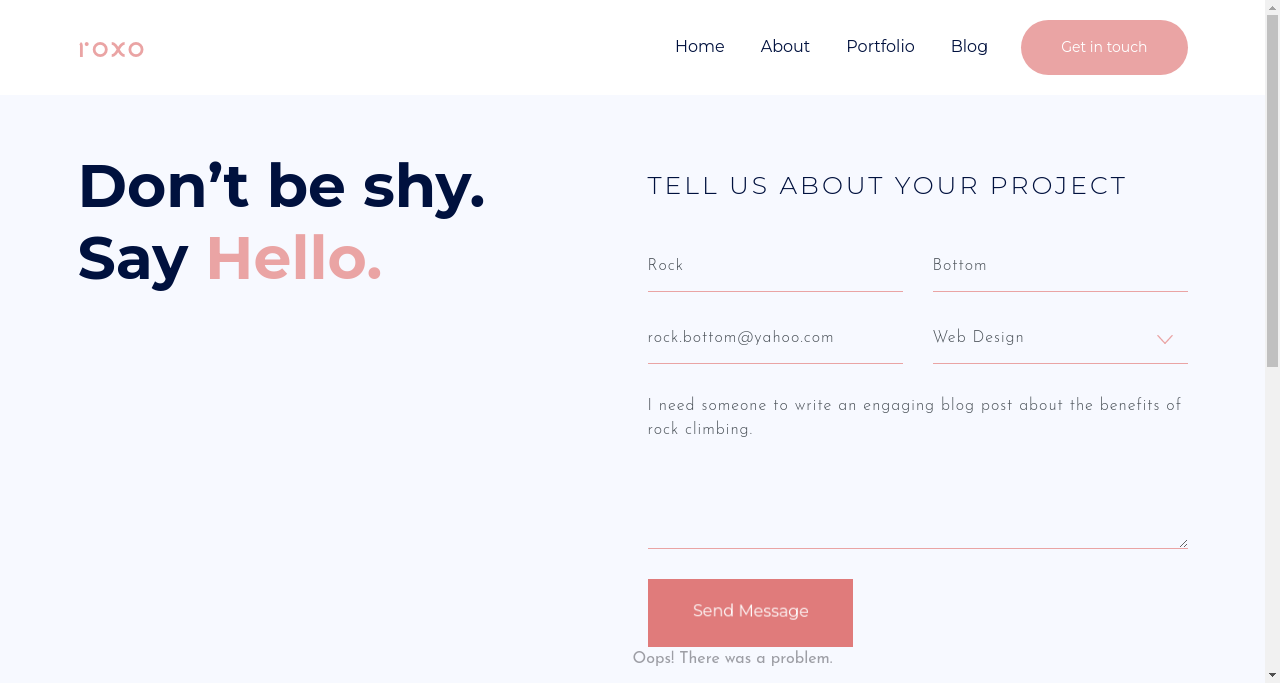 roxo
Home
About
Portfolio
Blog
Get in touch
Don’t be shy.
Say Hello.
TELL US ABOUT YOUR PROJECT
Rock
Bottom
rock.bottom@yahoo.com
Web Design
I need someone to write an engaging blog post about the benefits of
rock climbing.
Send Message
Oops! There was a problem.